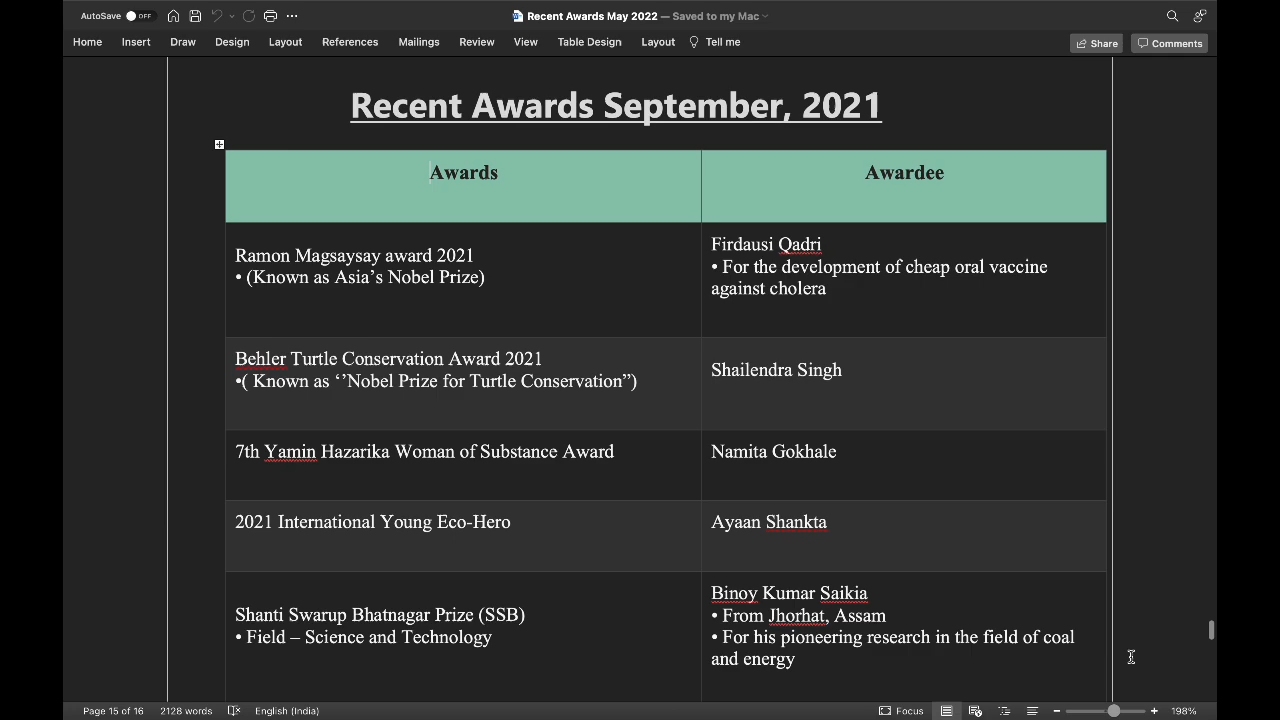 AutoSave OFF
Recent Awards May 2022 — Saved to my Mac
Home Insert Draw Design Layout References Mailings Review View Table Design Layout Tell me
Share Comments
Recent Awards September, 2021
Awards
Awardee
Ramon Magsaysay award 2021
• (Known as Asia’s Nobel Prize)
Firdausi Qadri
• For the development of cheap oral vaccine
against cholera
Behler Turtle Conservation Award 2021
•( Known as ‘’Nobel Prize for Turtle Conservation”)
Shailendra Singh
7th Yamin Hazarika Woman of Substance Award
Namita Gokhale
2021 International Young Eco-Hero
Ayaan Shankta
Shanti Swarup Bhatnagar Prize (SSB)
• Field – Science and Technology
Binoy Kumar Saikia
• From Jhorhat, Assam
• For his pioneering research in the field of coal
and energy
Page 15 of 16 2128 words English (India) Focus 198%